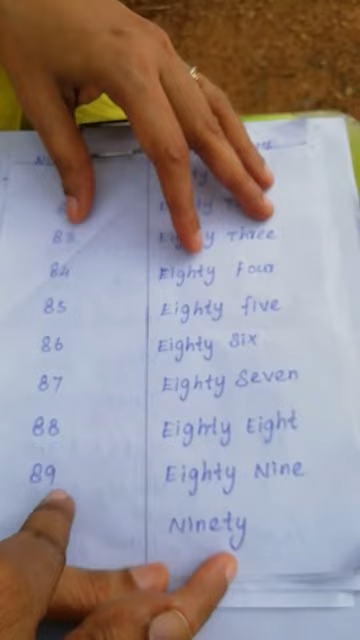 83 Eighty Three
84 Eighty Four
85 Eighty five
86 Eighty Six
87 Eighty Seven
88 Eighty Eight
89 Eighty Nine
Ninety